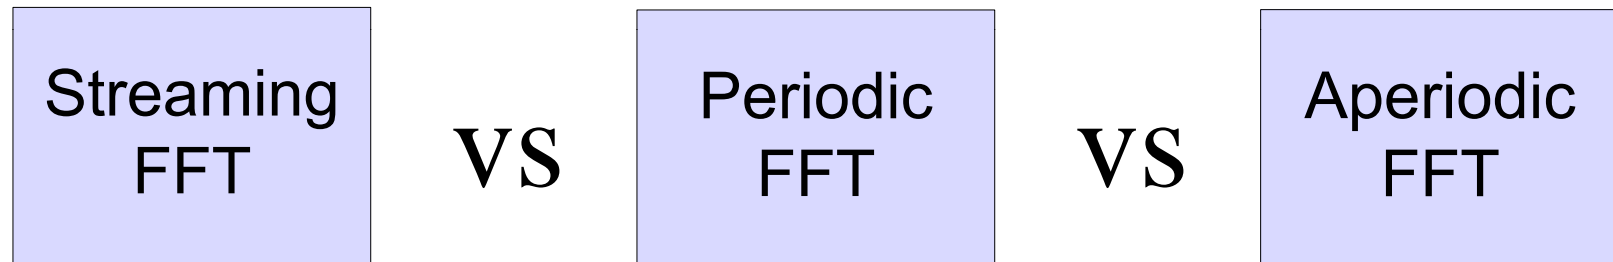 Streaming
FFT
vs
Periodic
FFT
vs
Aperiodic
FFT